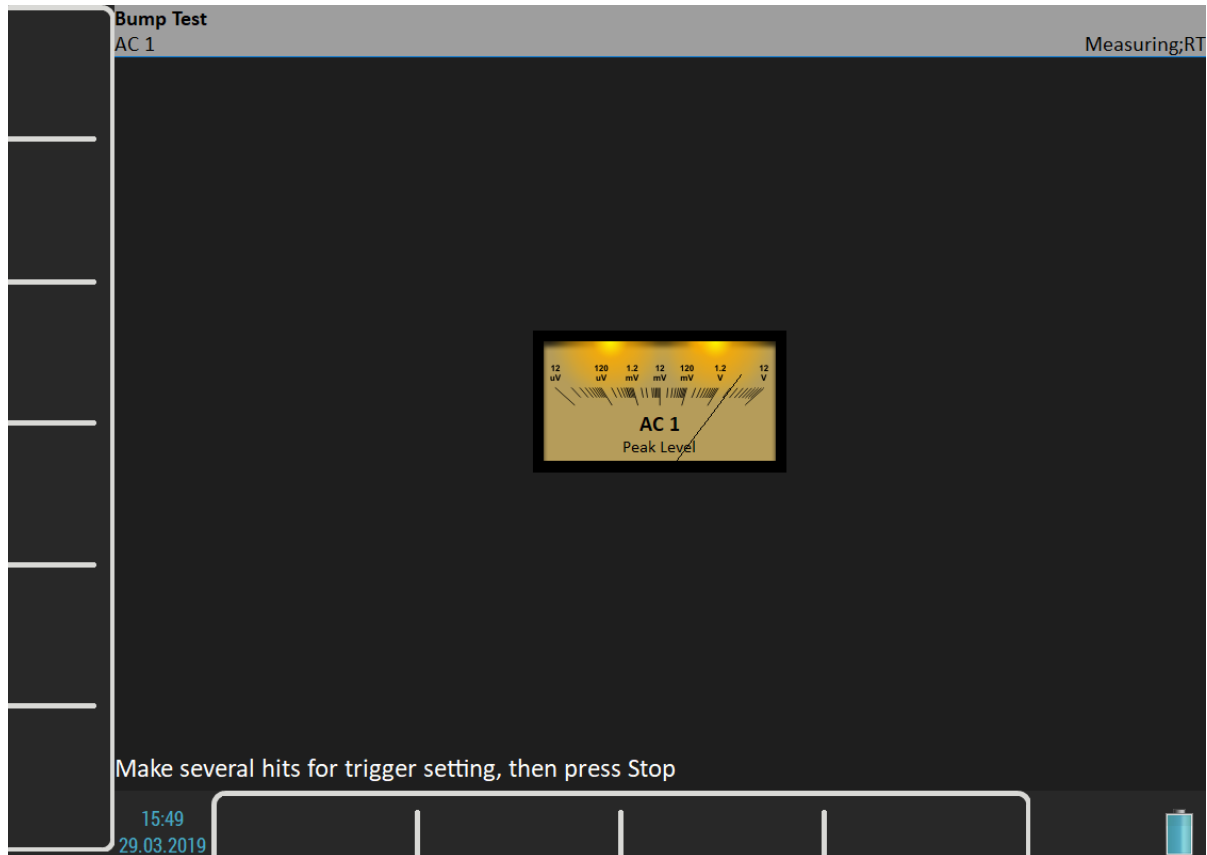 Bump Test
AC 1
Measuring;RT
12 120 1.2 12 120 1.2 12
uV uV mV mV mV V V
AC 1
Peak Level
Make several hits for trigger setting, then press Stop
15:49
29.03.2019